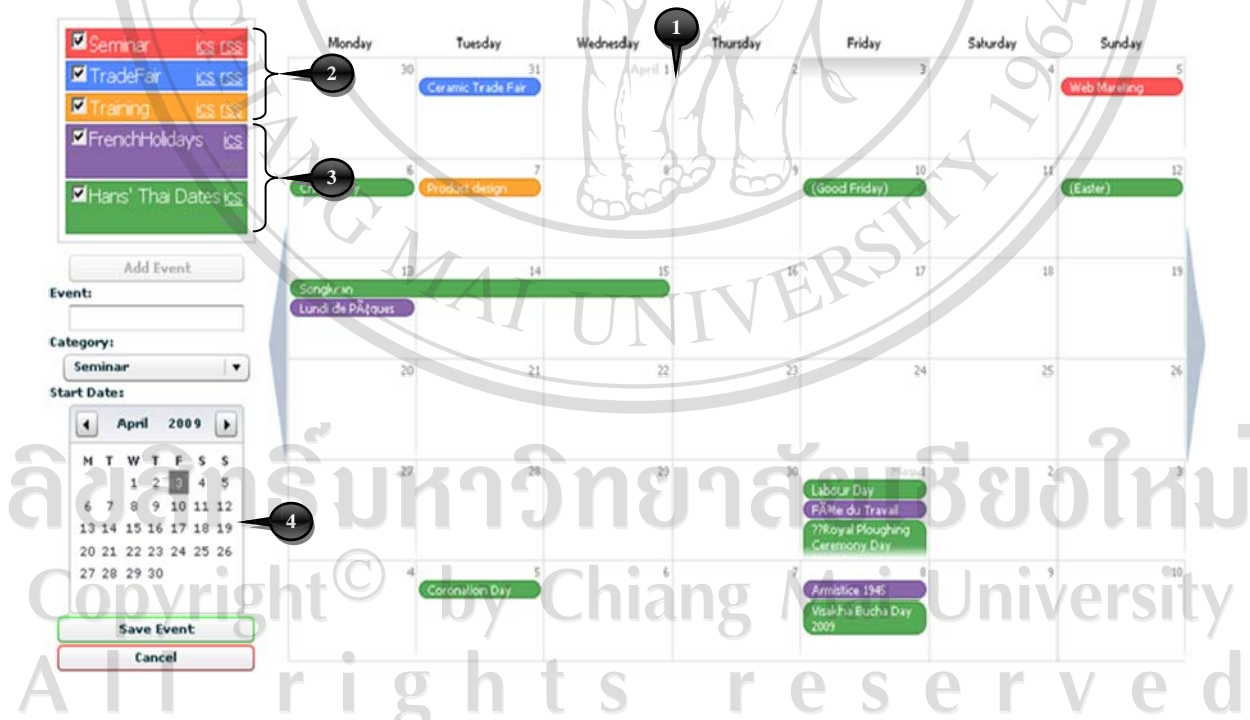 1
Seminar ics rss
TradeFair ics rss
2
Training ics rss
FrenchHolidays ics
3
Hans' Thai Dates ics
Add Event
Event:
Category:
Seminar
Start Date:
April 2009
M T W T F S S
1 2 3 4 5
6 7 8 9 10 11 12
13 14 15 16 17 18 19
20 21 22 23 24 25 26
27 28 29 30
4
Save Event
Cancel
Monday Tuesday Wednesday Thursday Friday Saturday Sunday
30 31 April 1 2 3 4 5
Ceramic Trade Fair Web Mareting
6 7 8 9 10 11 12
Product design (Good Friday) (Easter)
13 14 15 16 17 18 19
Songkran
Lundi de PÃ¢ques
20 21 22 23 24 25 26
27 28 29 30 1 2 3
Labour Day
du Travail
??Royal Ploughing
Ceremony Day
4 5 6 7 8 9 10
Coronation Day Armistice 1945
Visakha Bucha Day
2009
CHIANG MAI UNIVERSITY 1964
ลิขสิทธิ์มหาวิทยาลัยเชียงใหม่
Copyright© by Chiang Mai University
All rights reserved